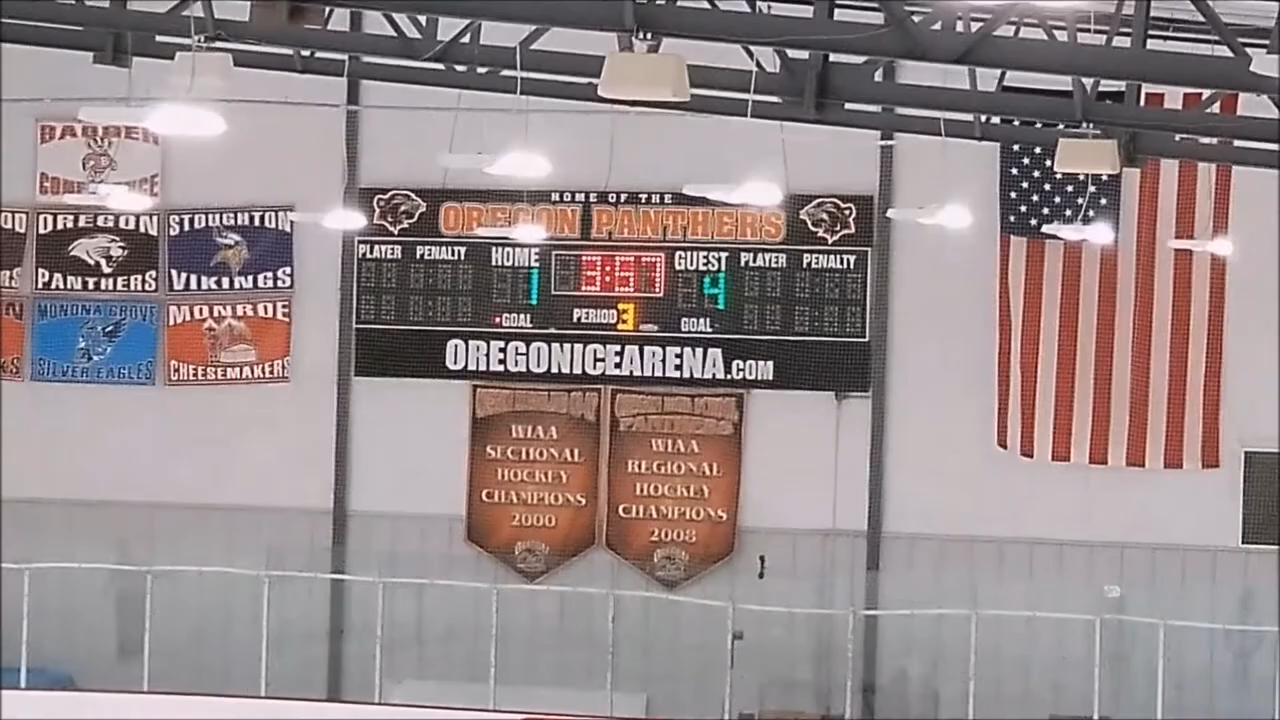 BADGER
CONFERENCE
OREGON
PANTHERS
STOUGHTON
VIKINGS
MONONA GROVE
SILVER EAGLES
MONROE
CHEESEMAKERS
HOME OF THE
OREGON PANTHERS
PLAYER PENALTY HOME GUEST PLAYER PENALTY
1 4
GOAL PERIOD 3 GOAL
OREGONICEARENA.COM
WIAA
SECTIONAL
HOCKEY
CHAMPIONS
2000
WIAA
REGIONAL
HOCKEY
CHAMPIONS
2008